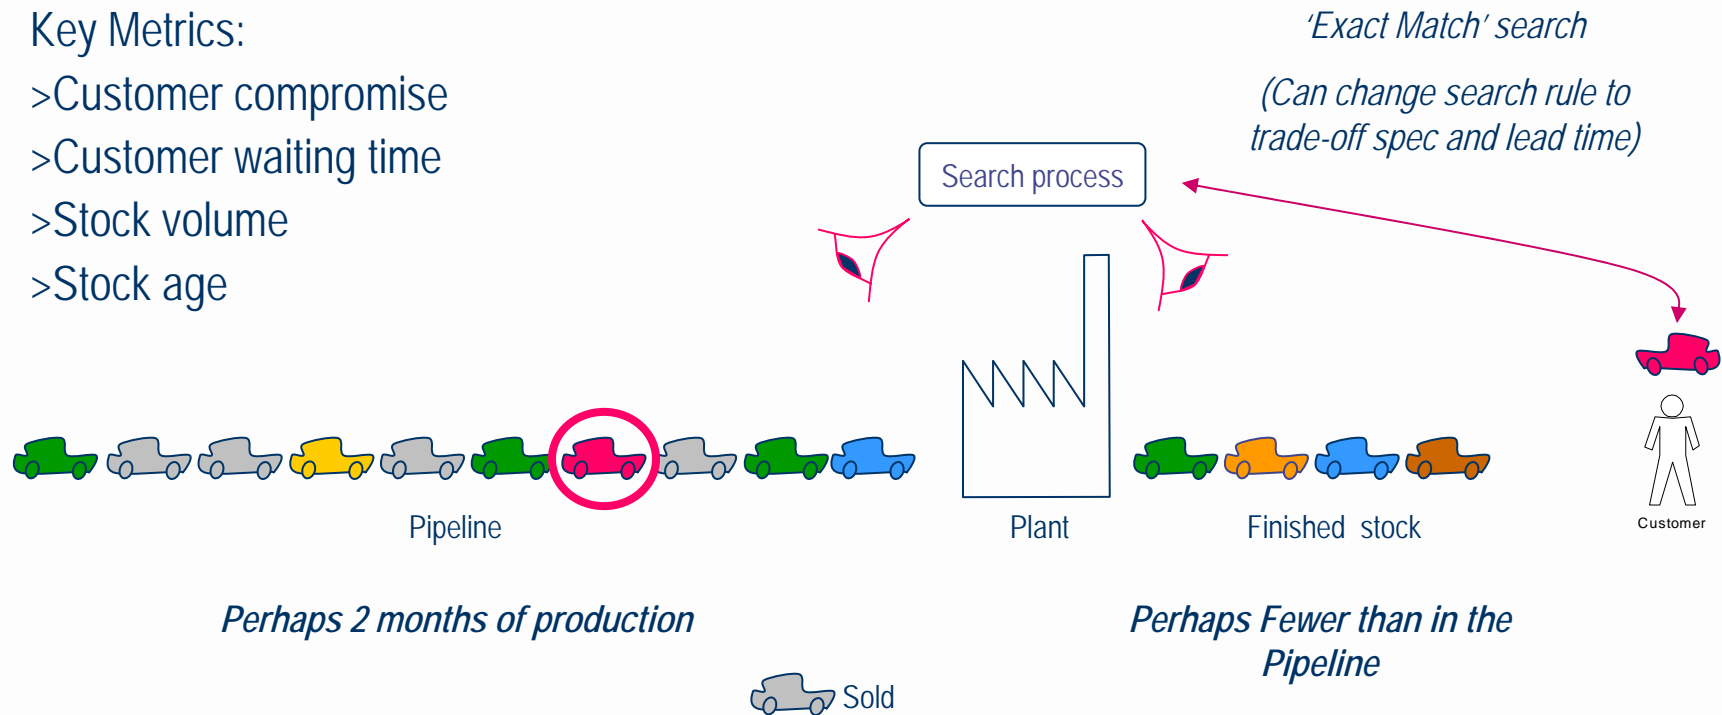 Key Metrics:
>Customer compromise
>Customer waiting time
>Stock volume
>Stock age
‘Exact Match’ search
(Can change search rule to
trade-off spec and lead time)
Search process
Pipeline
Plant
Finished stock
Customer
Perhaps 2 months of production
Perhaps Fewer than in the
Pipeline
Sold